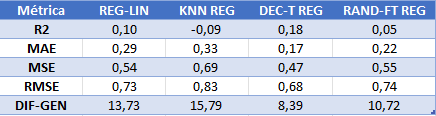 Métrica REG-LIN KNN REG DEC-T REG RAND-FT REG
R2 0,10 -0,09 0,18 0,05
MAE 0,29 0,33 0,17 0,22
MSE 0,54 0,69 0,47 0,55
RMSE 0,73 0,83 0,68 0,74
DIF-GEN 13,73 15,79 8,39 10,72